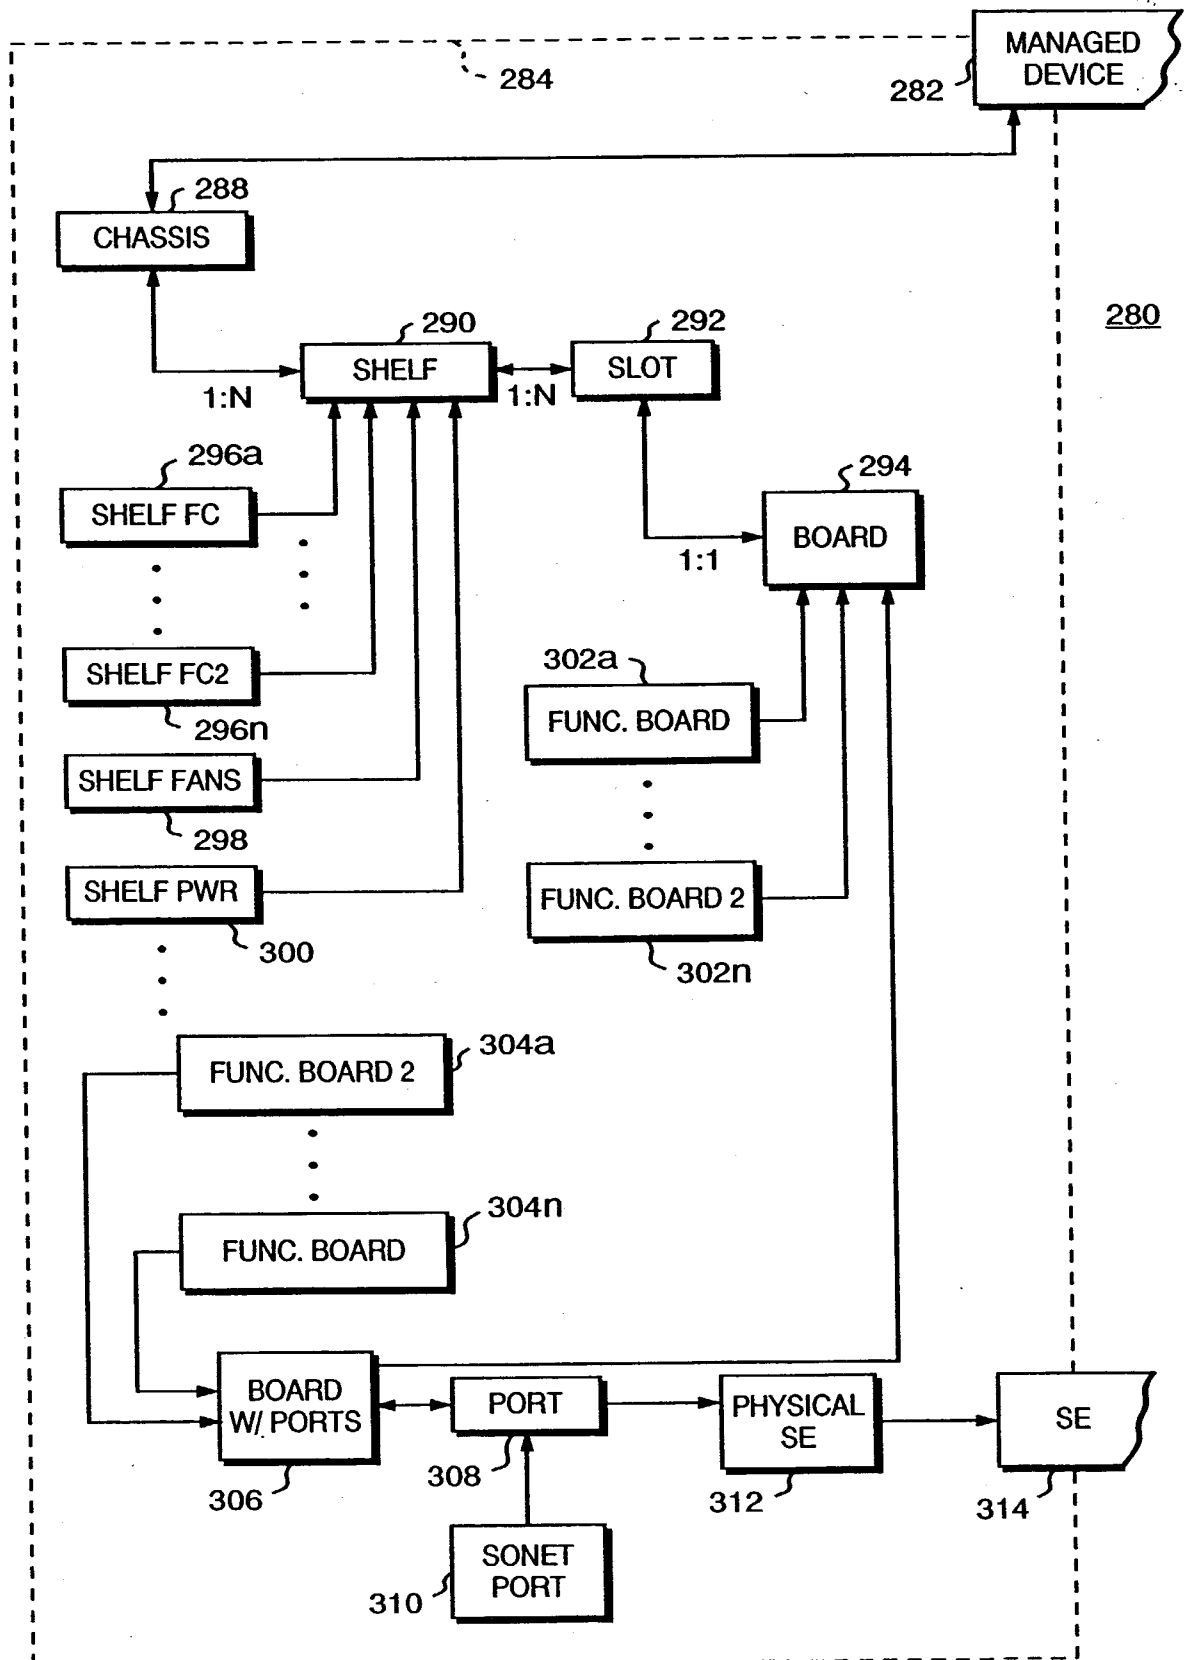 MANAGED
DEVICE
282
284
288
CHASSIS
280
290
SHELF
1:N
292
SLOT
1:N
296a
SHELF FC
294
BOARD
1:1
SHELF FC2
296n
302a
FUNC. BOARD
SHELF FANS
298
SHELF PWR
300
FUNC. BOARD 2
302n
304a
FUNC. BOARD 2
304n
FUNC. BOARD
BOARD
W/ PORTS
306
PORT
308
PHYSICAL
SE
312
SE
314
SONET
PORT
310